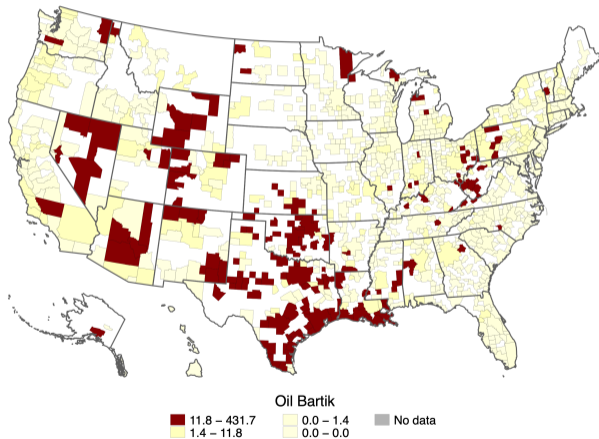 Oil Bartik
11.8 – 431.7 0.0 – 1.4 No data
1.4 – 11.8 0.0 – 0.0